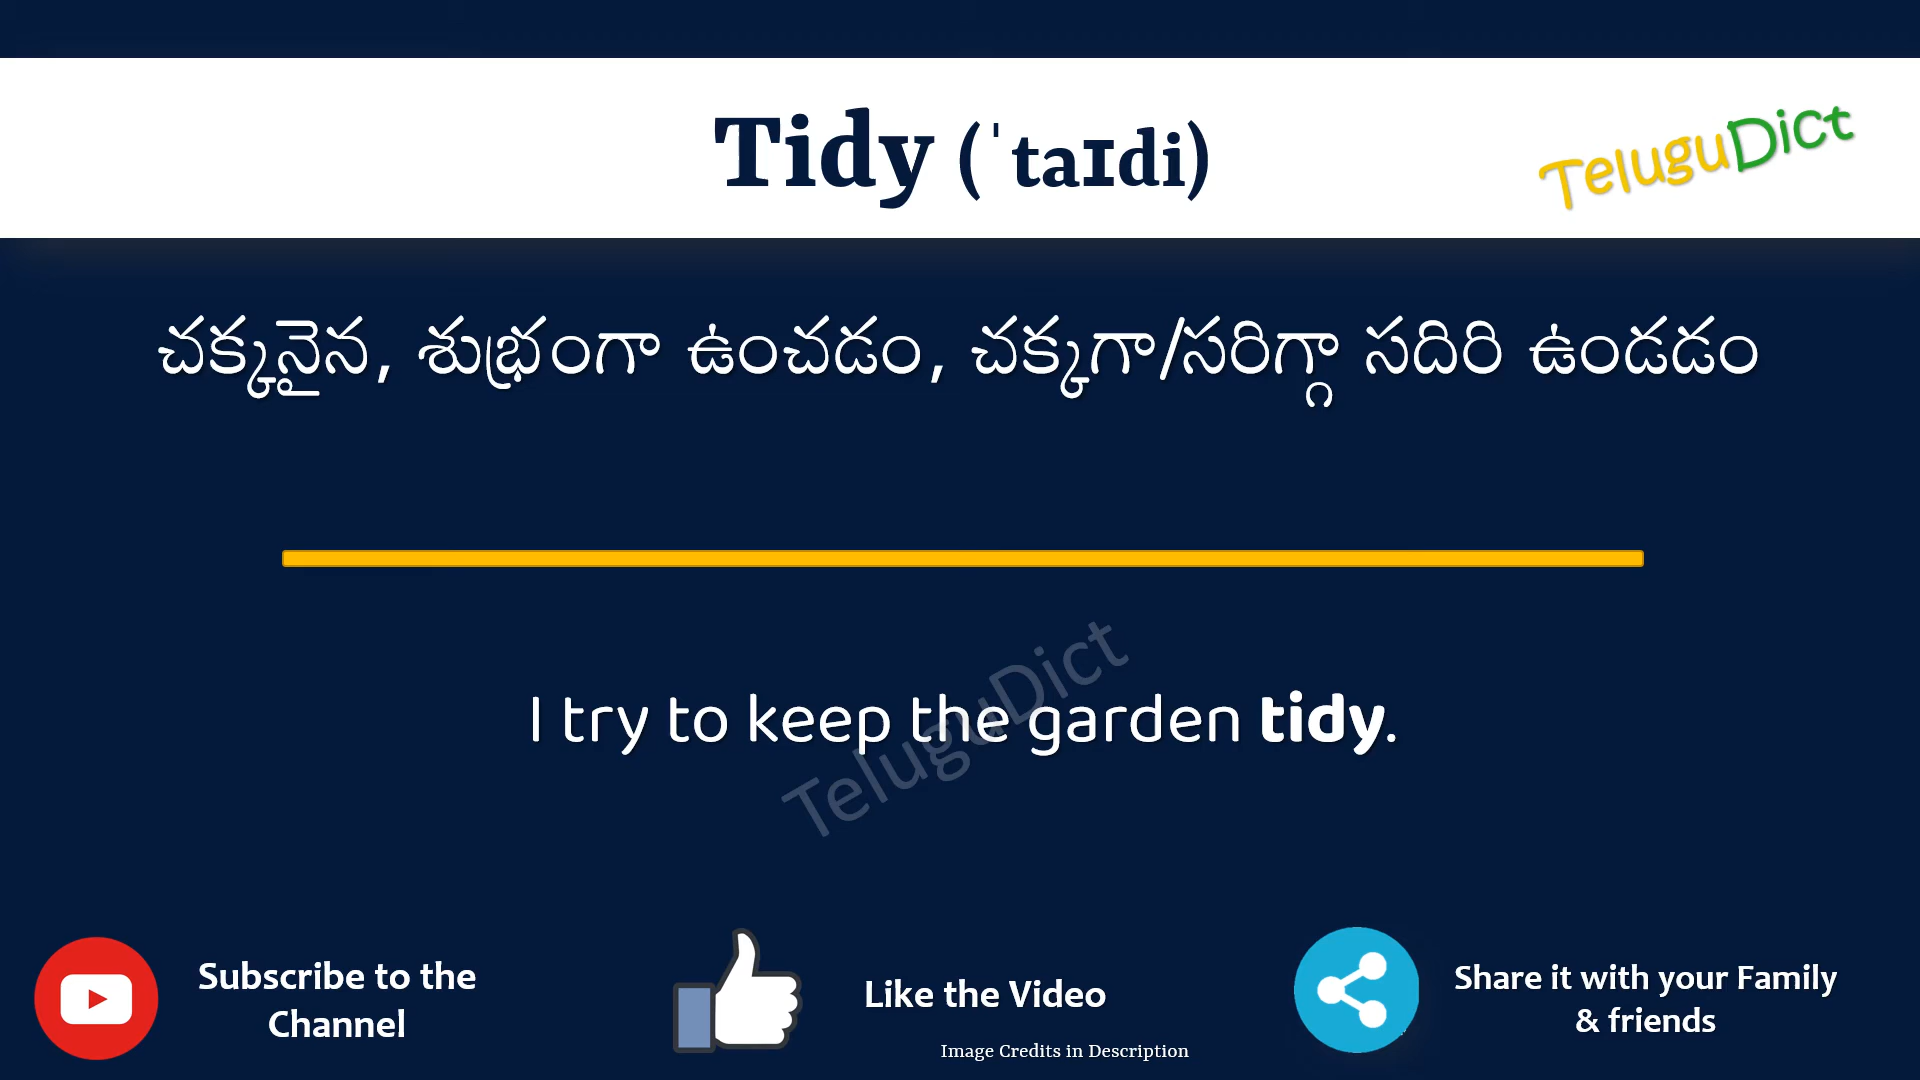 Tidy (ˈtaɪdi)
TeluguDict
చక్కనైన, శుభ్రంగా ఉంచడం, చక్కగా/సరిగ్గా సదిరి ఉండడం
I try to keep the garden tidy.
TeluguDict
Subscribe to the
Channel
Like the Video
Share it with your Family
& friends
Image Credits in Description